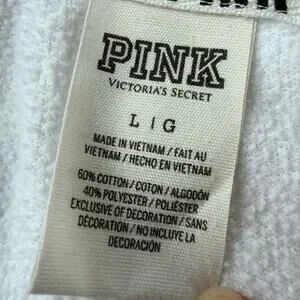 PINK
VICTORIA'S SECRET
L | G
MADE IN VIETNAM / FAIT AU
VIETNAM / HECHO EN VIETNAM
60% COTTON / COTON / ALGODÓN
40% POLYESTER / POLIÉSTER
EXCLUSIVE OF DECORATION / SANS
DÉCORATION / NO INCLUYE LA
DECORACIÓN